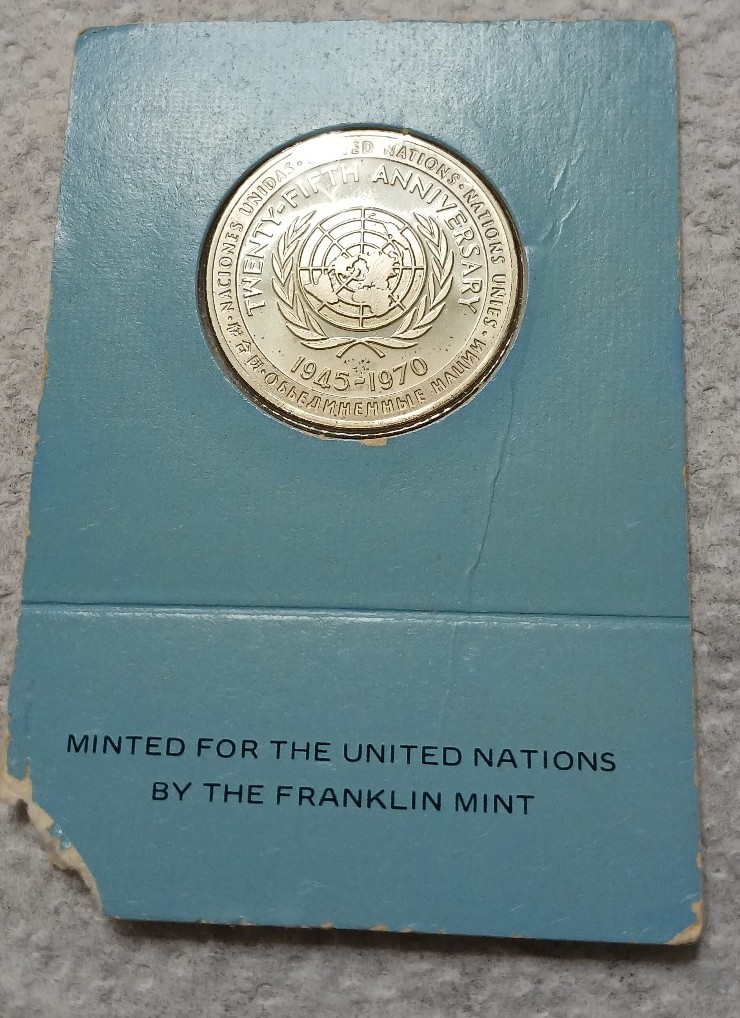 NACIONES UNIDAS · UNITED NATIONS · NATIONS UNIES ·
TWENTY-FIFTH ANNIVERSARY
1945-1970
ОБЪЕДИНЕННЫЕ НАЦИИ
MINTED FOR THE UNITED NATIONS
BY THE FRANKLIN MINT